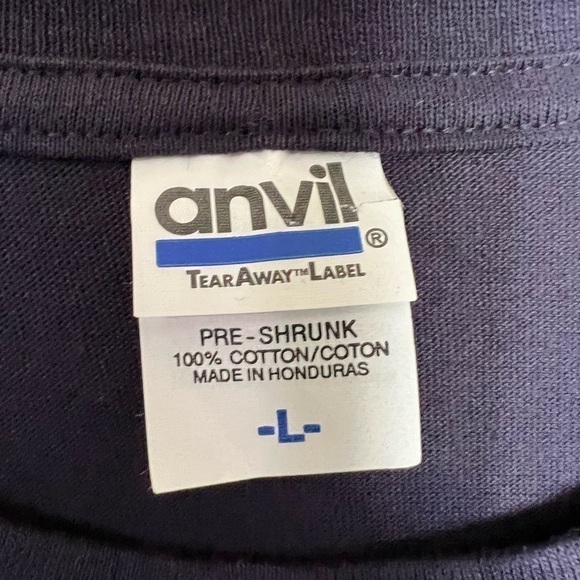 anvil®
TEARAWAY™LABEL
PRE-SHRUNK
100% COTTON/COTON
MADE IN HONDURAS
-L-